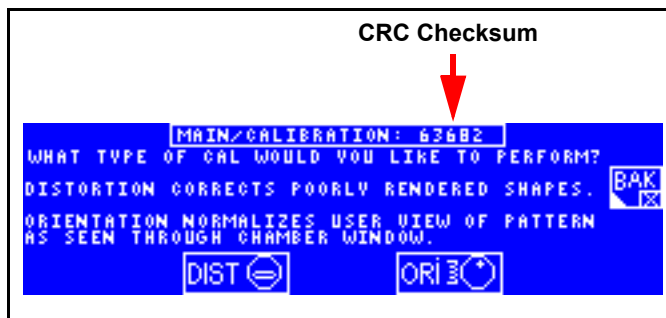 CRC Checksum
MAIN/CALIBRATION: 63682
WHAT TYPE OF CAL WOULD YOU LIKE TO PERFORM?
DISTORTION CORRECTS POORLY RENDERED SHAPES.
BAK
ORIENTATION NORMALIZES USER VIEW OF PATTERN
AS SEEN THROUGH CHAMBER WINDOW.
DIST
ORI